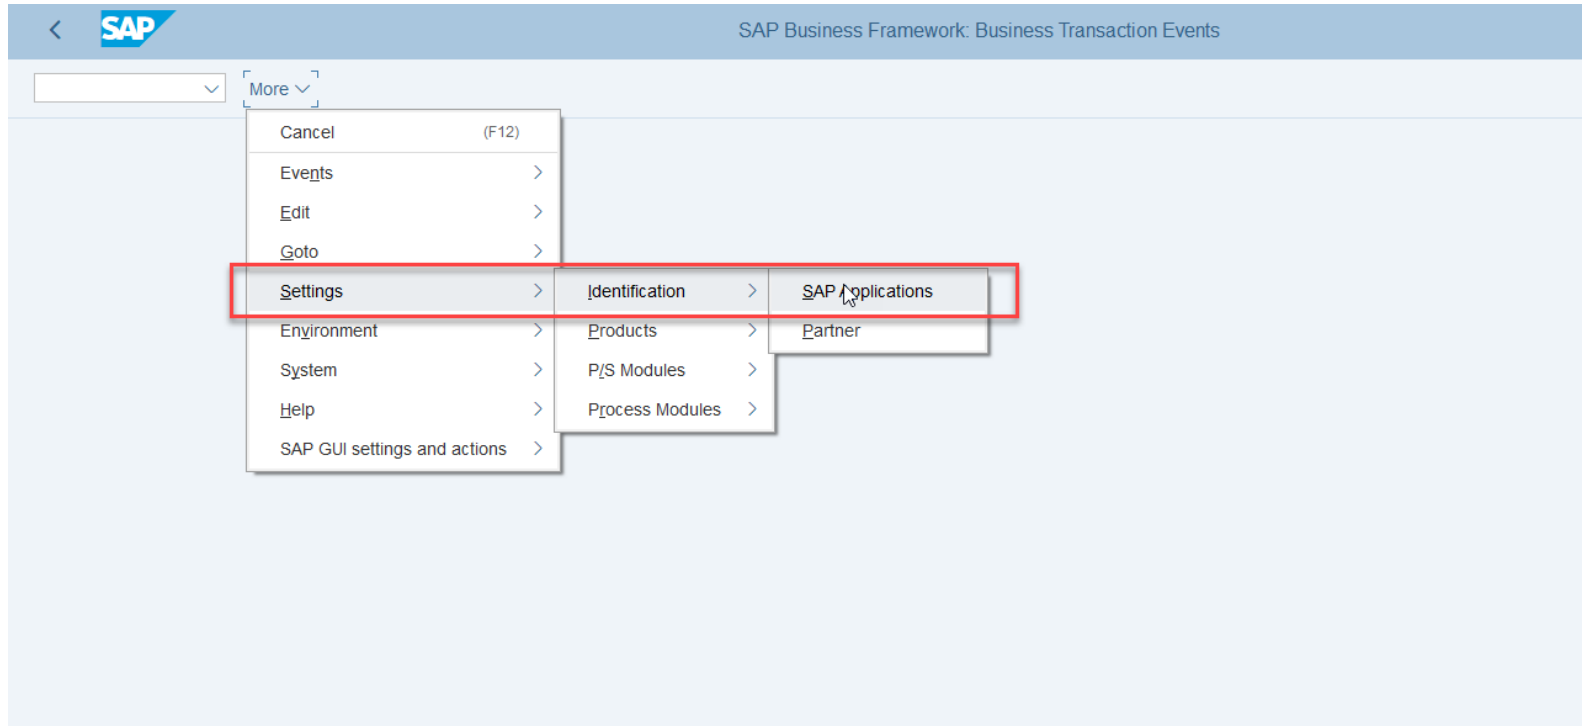 SAP
SAP Business Framework: Business Transaction Events
More
Cancel (F12)
Events
Edit
Goto
Settings Identification SAP Applications
Environment Products Partner
System P/S Modules
Help Process Modules
SAP GUI settings and actions